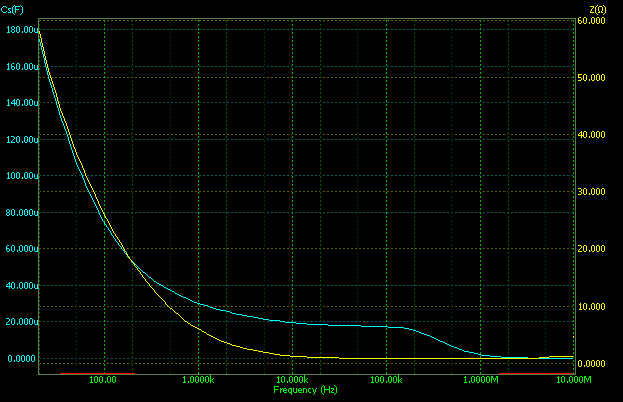 Cs(F) Z(Ω)
180.00u 60.000
160.00u
140.00u 50.000
120.00u 40.000
100.00u
80.000u 30.000
60.000u 20.000
40.000u
20.000u 10.000
0.0000 0.0000
100.00 1.0000k 10.000k 100.00k 1.0000M 10.000M
Frequency (Hz)